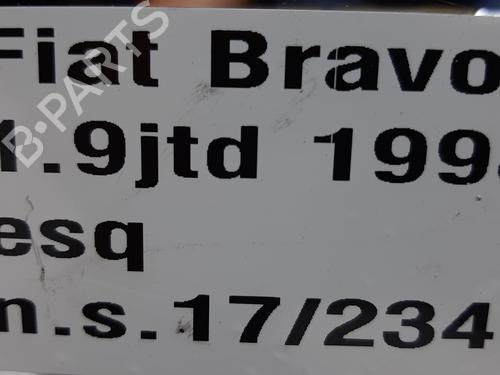 Fiat Bravo
1.9jtd 199
esq
n.s.17/234
B-PARTS